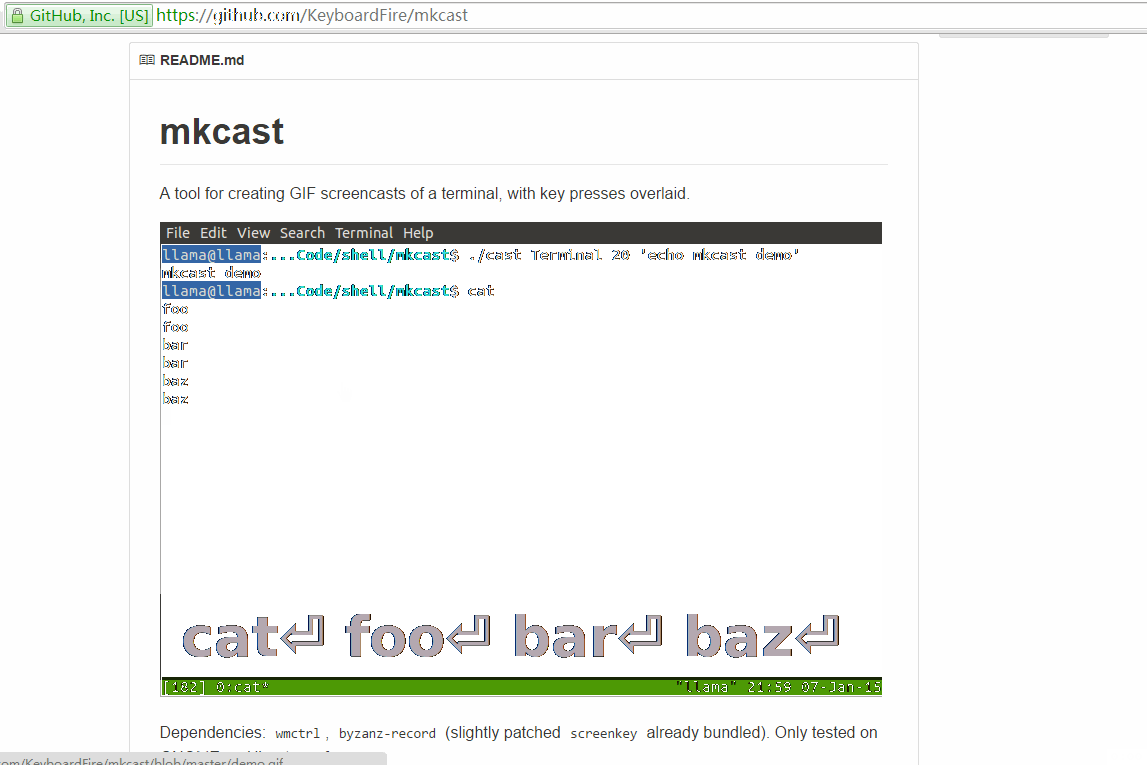 GitHub, Inc. [US] https://github.com/KeyboardFire/mkcast
README.md
mkcast
A tool for creating GIF screencasts of a terminal, with key presses overlaid.
File Edit View Search Terminal Help
llama@llama:...Code/shell/mkcast$ ./cast Terminal 20 'echo mkcast demo'
mkcast demo
llama@llama:...Code/shell/mkcast$ cat
foo
foo
bar
bar
baz
baz
cat⏎ foo⏎ bar⏎ baz⏎
[182] 0:cat* "llama" 21:59 07-Jan-15
Dependencies: wmctrl, byzanz-record (slightly patched screenkey already bundled). Only tested on
com/KeyboardFire/mkcast/blob/master/demo.gif